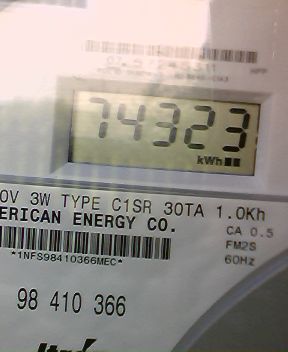 74323
kWh
0V 3W TYPE C1SR 30TA 1.0Kh
ERICAN ENERGY CO.
CA 0.5
FM2S
*1NFS98410366MEC*
60Hz
98 410 366